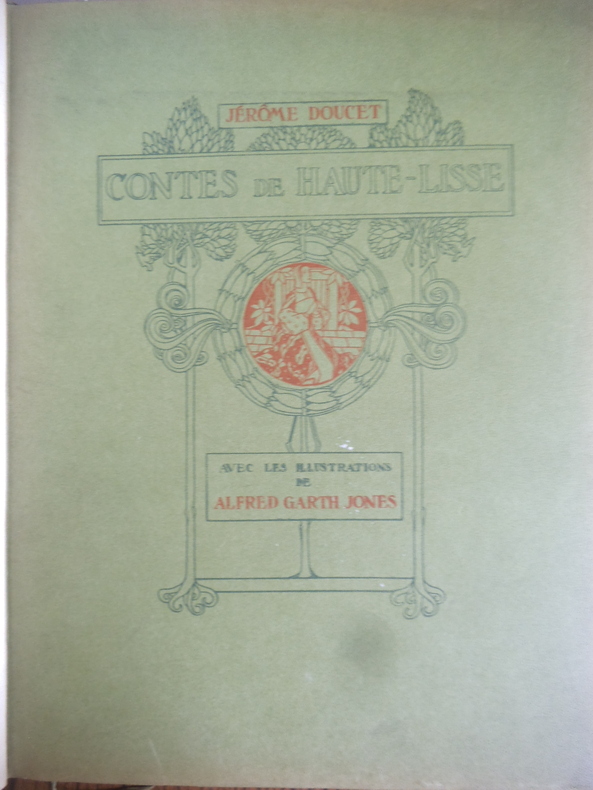 JÉRÔME DOUCET
CONTES DE HAUTE-LISSE
AVEC LES ILLUSTRATIONS
DE
ALFRED GARTH JONES